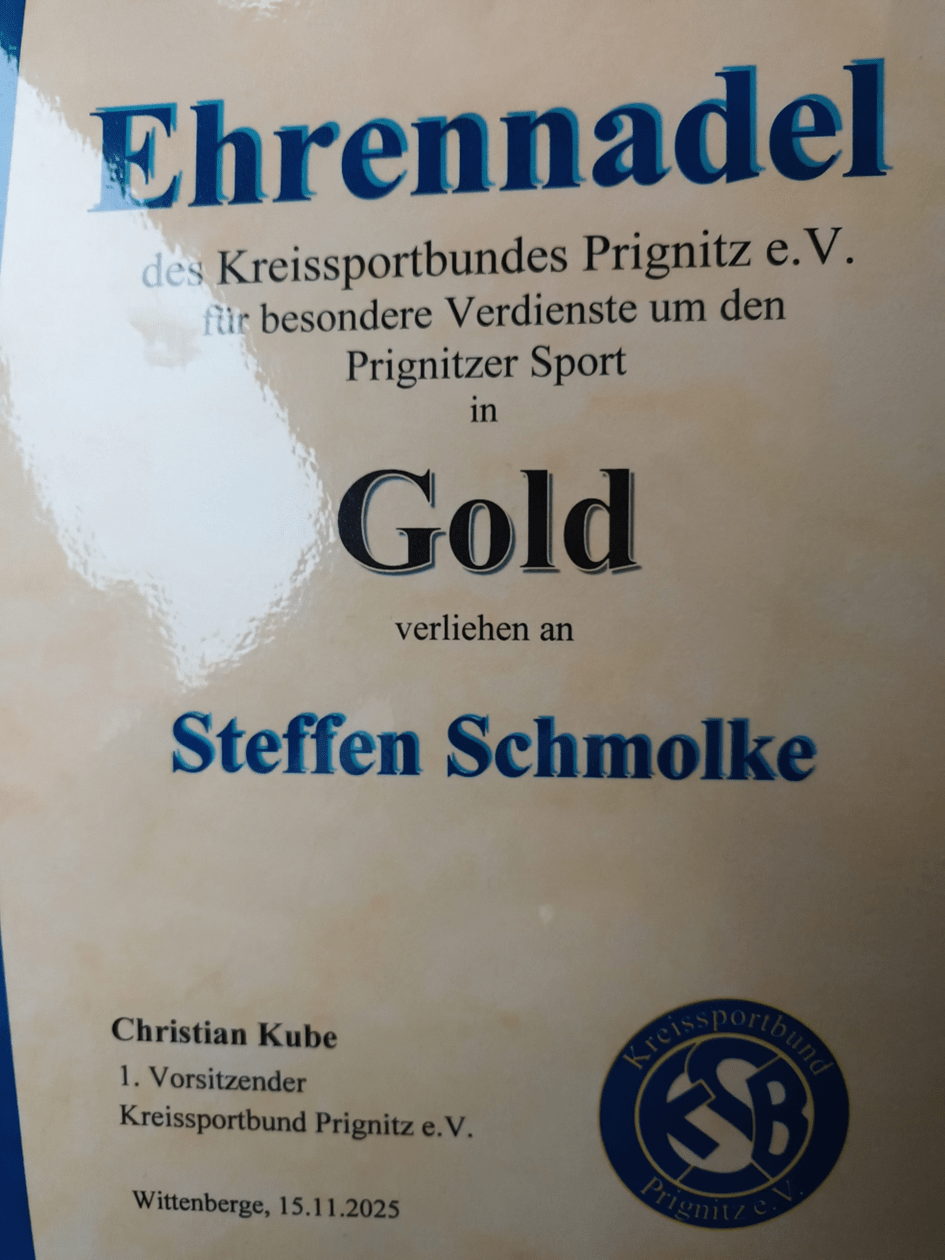 Ehrennadel
des Kreissportbundes Prignitz e.V.
für besondere Verdienste um den
Prignitzer Sport
in
Gold
verliehen an
Steffen Schmolke
Christian Kube
1. Vorsitzender
Kreissportbund Prignitz e.V.
Wittenberge, 15.11.2025
Kreissportbund
KSB
Prignitz e.V.